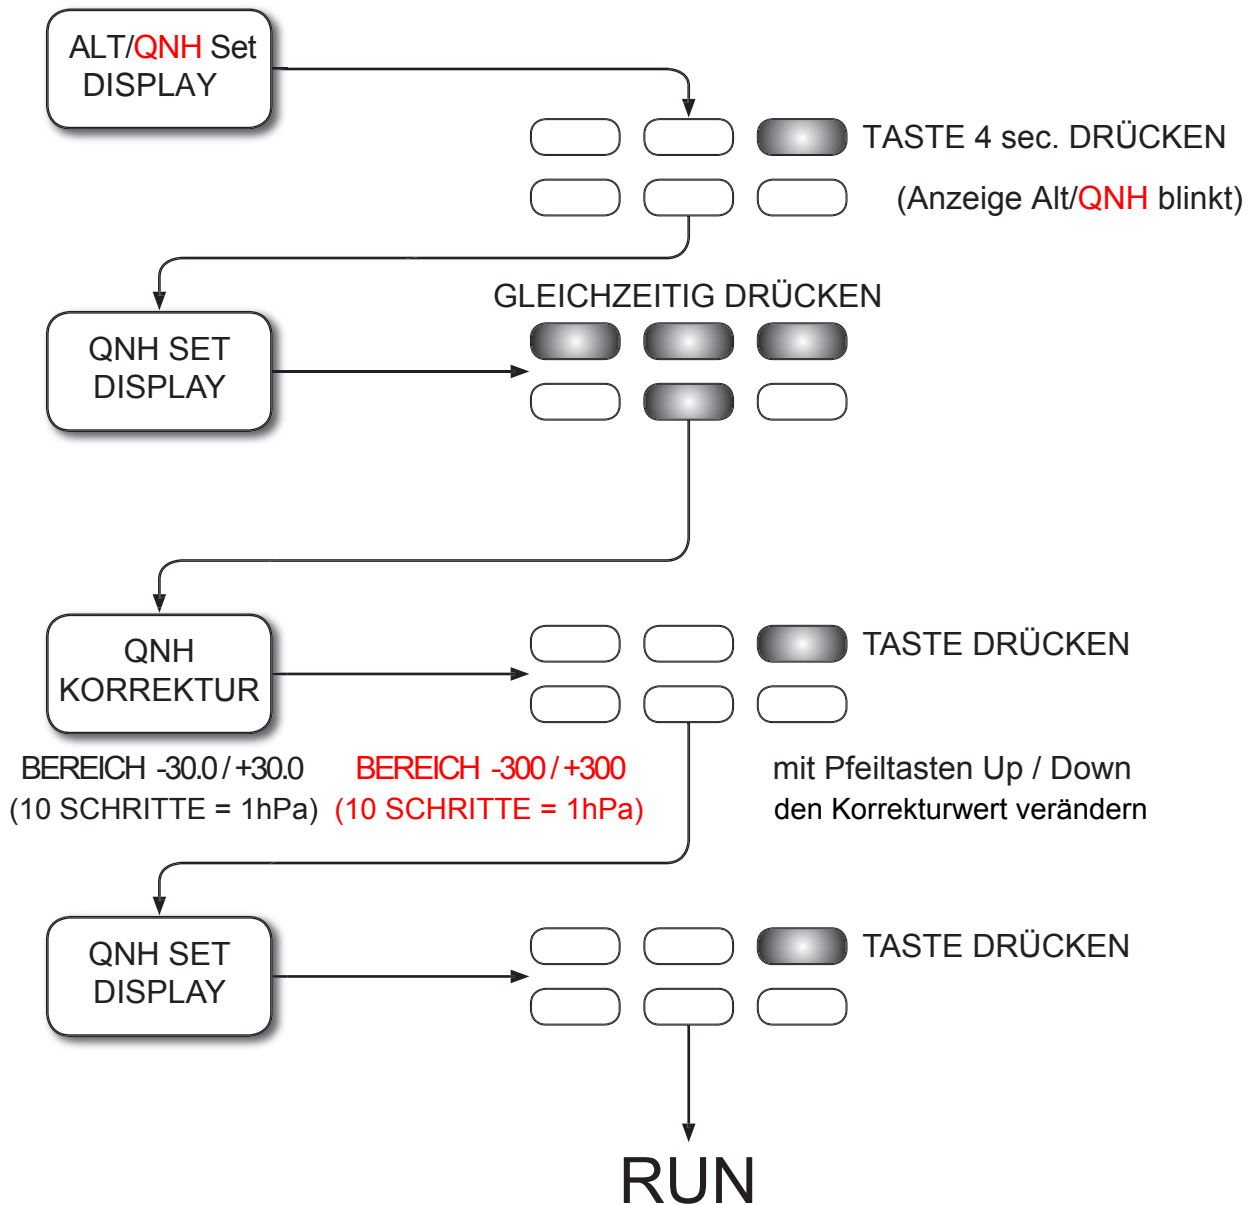 ALT/QNH Set
DISPLAY
TASTE 4 sec. DRÜCKEN
(Anzeige Alt/QNH blinkt)
GLEICHZEITIG DRÜCKEN
QNH SET
DISPLAY
QNH
KORREKTUR
TASTE DRÜCKEN
BEREICH -30.0 / +30.0
(10 SCHRITTE = 1hPa)
BEREICH -300 / +300
(10 SCHRITTE = 1hPa)
mit Pfeiltasten Up / Down
den Korrekturwert verändern
QNH SET
DISPLAY
TASTE DRÜCKEN
RUN